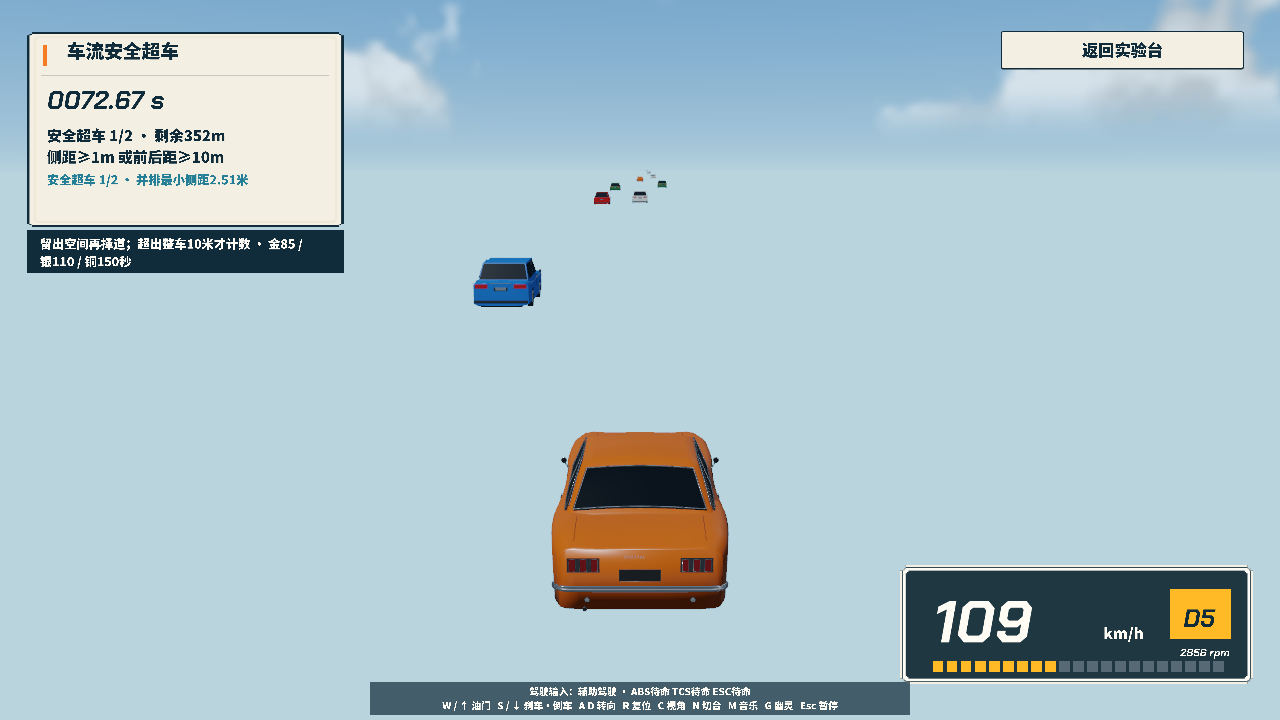 车流安全超车
0072.67 s
安全超车 1/2 · 剩余352m
侧距≥1m 或前后距≥10m
安全超车 1/2 · 并排最小侧距2.51米
留出空间再择道；超出整车10米才计数 · 金85 /
银110 / 铜150秒
返回实验台
109 km/h D5
2856 rpm
驾驶输入：辅助驾驶 · ABS待命 TCS待命 ESC待命
W / ↑ 油门 S / ↓ 刹车·倒车 A D 转向 R 复位 C 视角 N 切台 M 音乐 G 幽灵 Esc 暂停